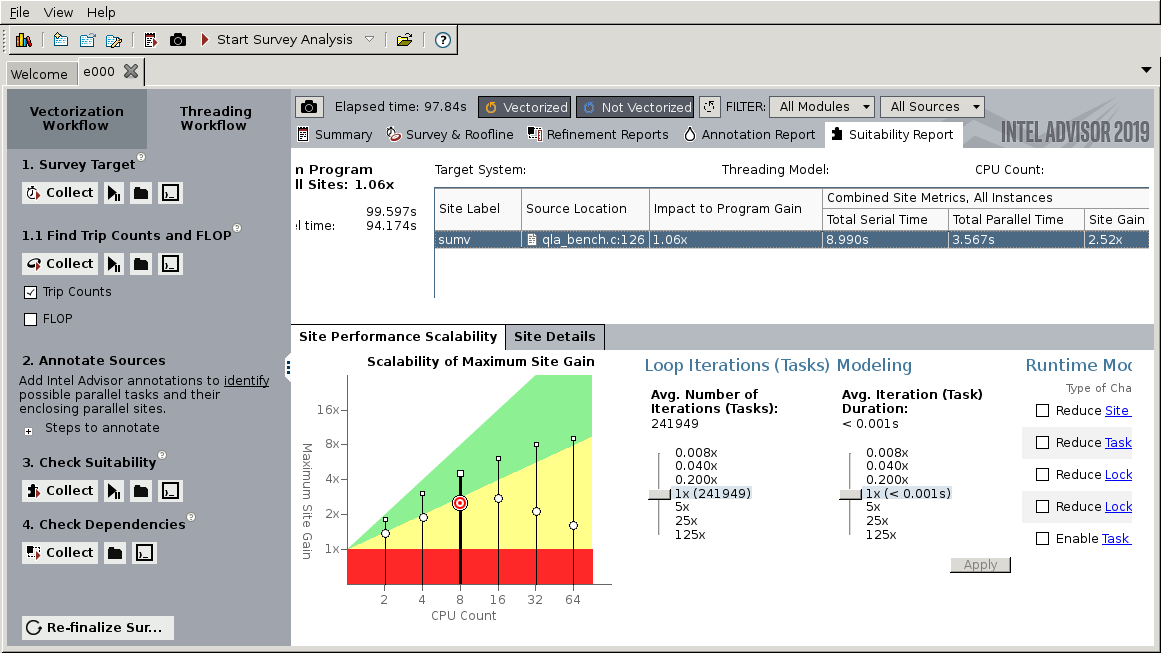 File View Help
Start Survey Analysis
Welcome e000
Vectorization Workflow
Threading Workflow
1. Survey Target
Collect
1.1 Find Trip Counts and FLOP
Collect
Trip Counts
FLOP
2. Annotate Sources
Add Intel Advisor annotations to identify
possible parallel tasks and their
enclosing parallel sites.
Steps to annotate
3. Check Suitability
Collect
4. Check Dependencies
Collect
Re-finalize Sur...
Elapsed time: 97.84s Vectorized Not Vectorized FILTER: All Modules All Sources
Summary Survey & Roofline Refinement Reports Annotation Report Suitability Report
INTEL ADVISOR 2019
n Program
ll Sites: 1.06x
99.597s
l time: 94.174s
Target System: Threading Model: CPU Count:
Site Label Source Location Impact to Program Gain Combined Site Metrics, All Instances
Total Serial Time Total Parallel Time Site Gain
sumv qla_bench.c:126 1.06x 8.990s 3.567s 2.52x
Site Performance Scalability Site Details
Scalability of Maximum Site Gain
Maximum Site Gain
16x
8x
4x
2x
1x
2 4 8 16 32 64
CPU Count
Loop Iterations (Tasks) Modeling
Avg. Number of
Iterations (Tasks):
241949
0.008x
0.040x
0.200x
1x (241949)
5x
25x
125x
Avg. Iteration (Task)
Duration:
< 0.001s
0.008x
0.040x
0.200x
1x (< 0.001s)
5x
25x
125x
Apply
Runtime Moc
Type of Cha
Reduce Site
Reduce Task
Reduce Lock
Reduce Lock
Enable Task